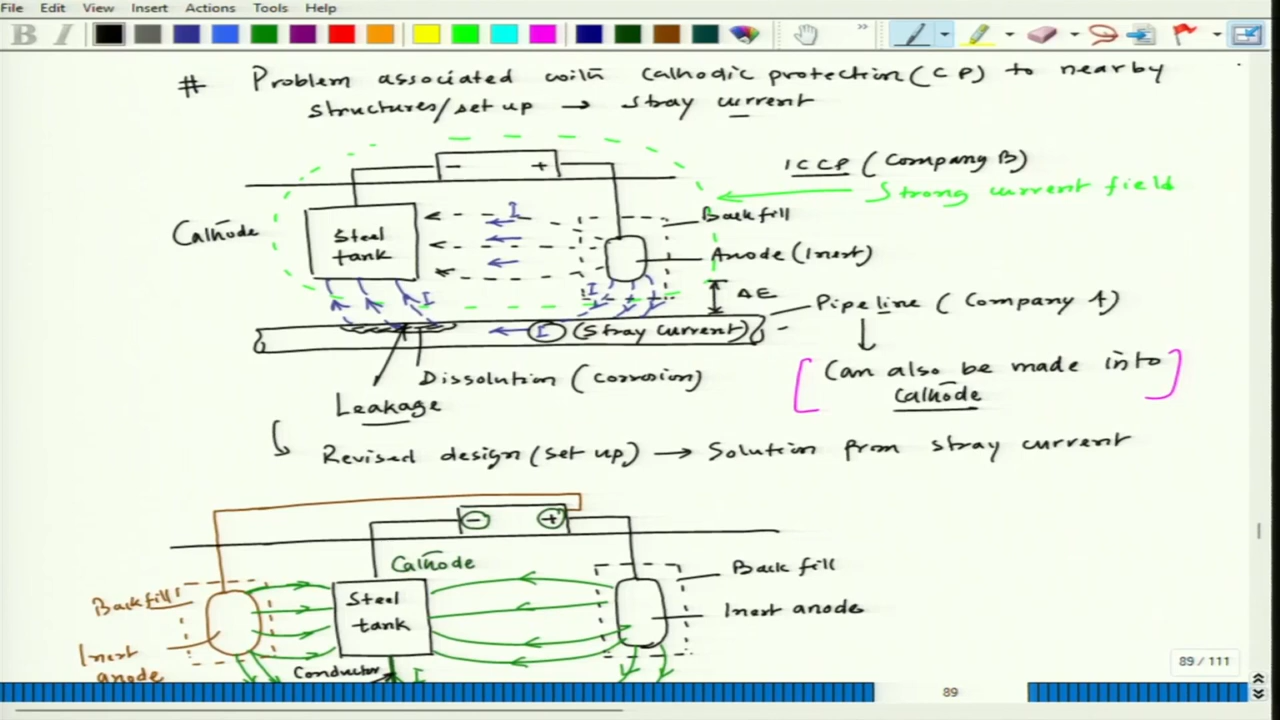 File Edit View Insert Actions Tools Help
B I
# Problem associated with Cathodic protection (CP) to nearby
structures/set up → Stray current
ICCP (Company B)
Strong current field
- +
Cathode
Steel
tank
I
Backfill
Anode (Inert)
I I
ΔE
Pipeline (Company A)
I (Stray current)
Dissolution (corrosion)
Leakage
[Can also be made into
Cathode]
Revised design (set up) → Solution from stray current
- +
Cathode
Back fill
Backfill
Steel
tank
Inert anode
Inert
anode
Conductor
I
89 / 111
89